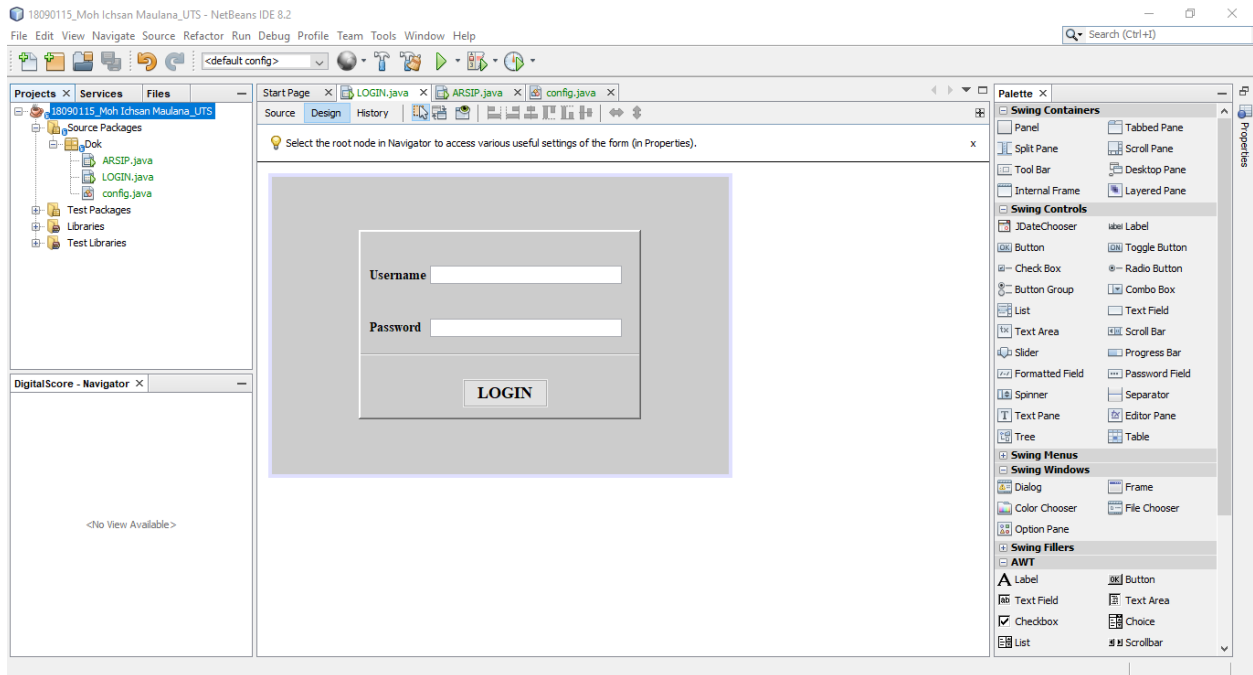 18090115_Moh Ichsan Maulana_UTS - NetBeans IDE 8.2
File Edit View Navigate Source Refactor Run Debug Profile Team Tools Window Help
Search (Ctrl+I)
<default config>
Projects Services Files
18090115_Moh Ichsan Maulana_UTS
Source Packages
Dok
ARSIP.java
LOGIN.java
config.java
Test Packages
Libraries
Test Libraries
DigitalScore - Navigator
<No View Available>
Start Page LOGIN.java ARSIP.java config.java
Source Design History
Select the root node in Navigator to access various useful settings of the form (in Properties). x
Username
Password
LOGIN
Palette
Swing Containers
Panel Tabbed Pane
Split Pane Scroll Pane
Tool Bar Desktop Pane
Internal Frame Layered Pane
Swing Controls
JDateChooser label Label
OK Button ON Toggle Button
Check Box Radio Button
Button Group Combo Box
List Text Field
Text Area Scroll Bar
Slider Progress Bar
Formatted Field Password Field
Spinner Separator
Text Pane Editor Pane
Tree Table
Swing Menus
Swing Windows
Dialog Frame
Color Chooser File Chooser
Option Pane
Swing Fillers
AWT
A Label OK Button
ab Text Field Text Area
Checkbox Choice
List Scrollbar
Properties